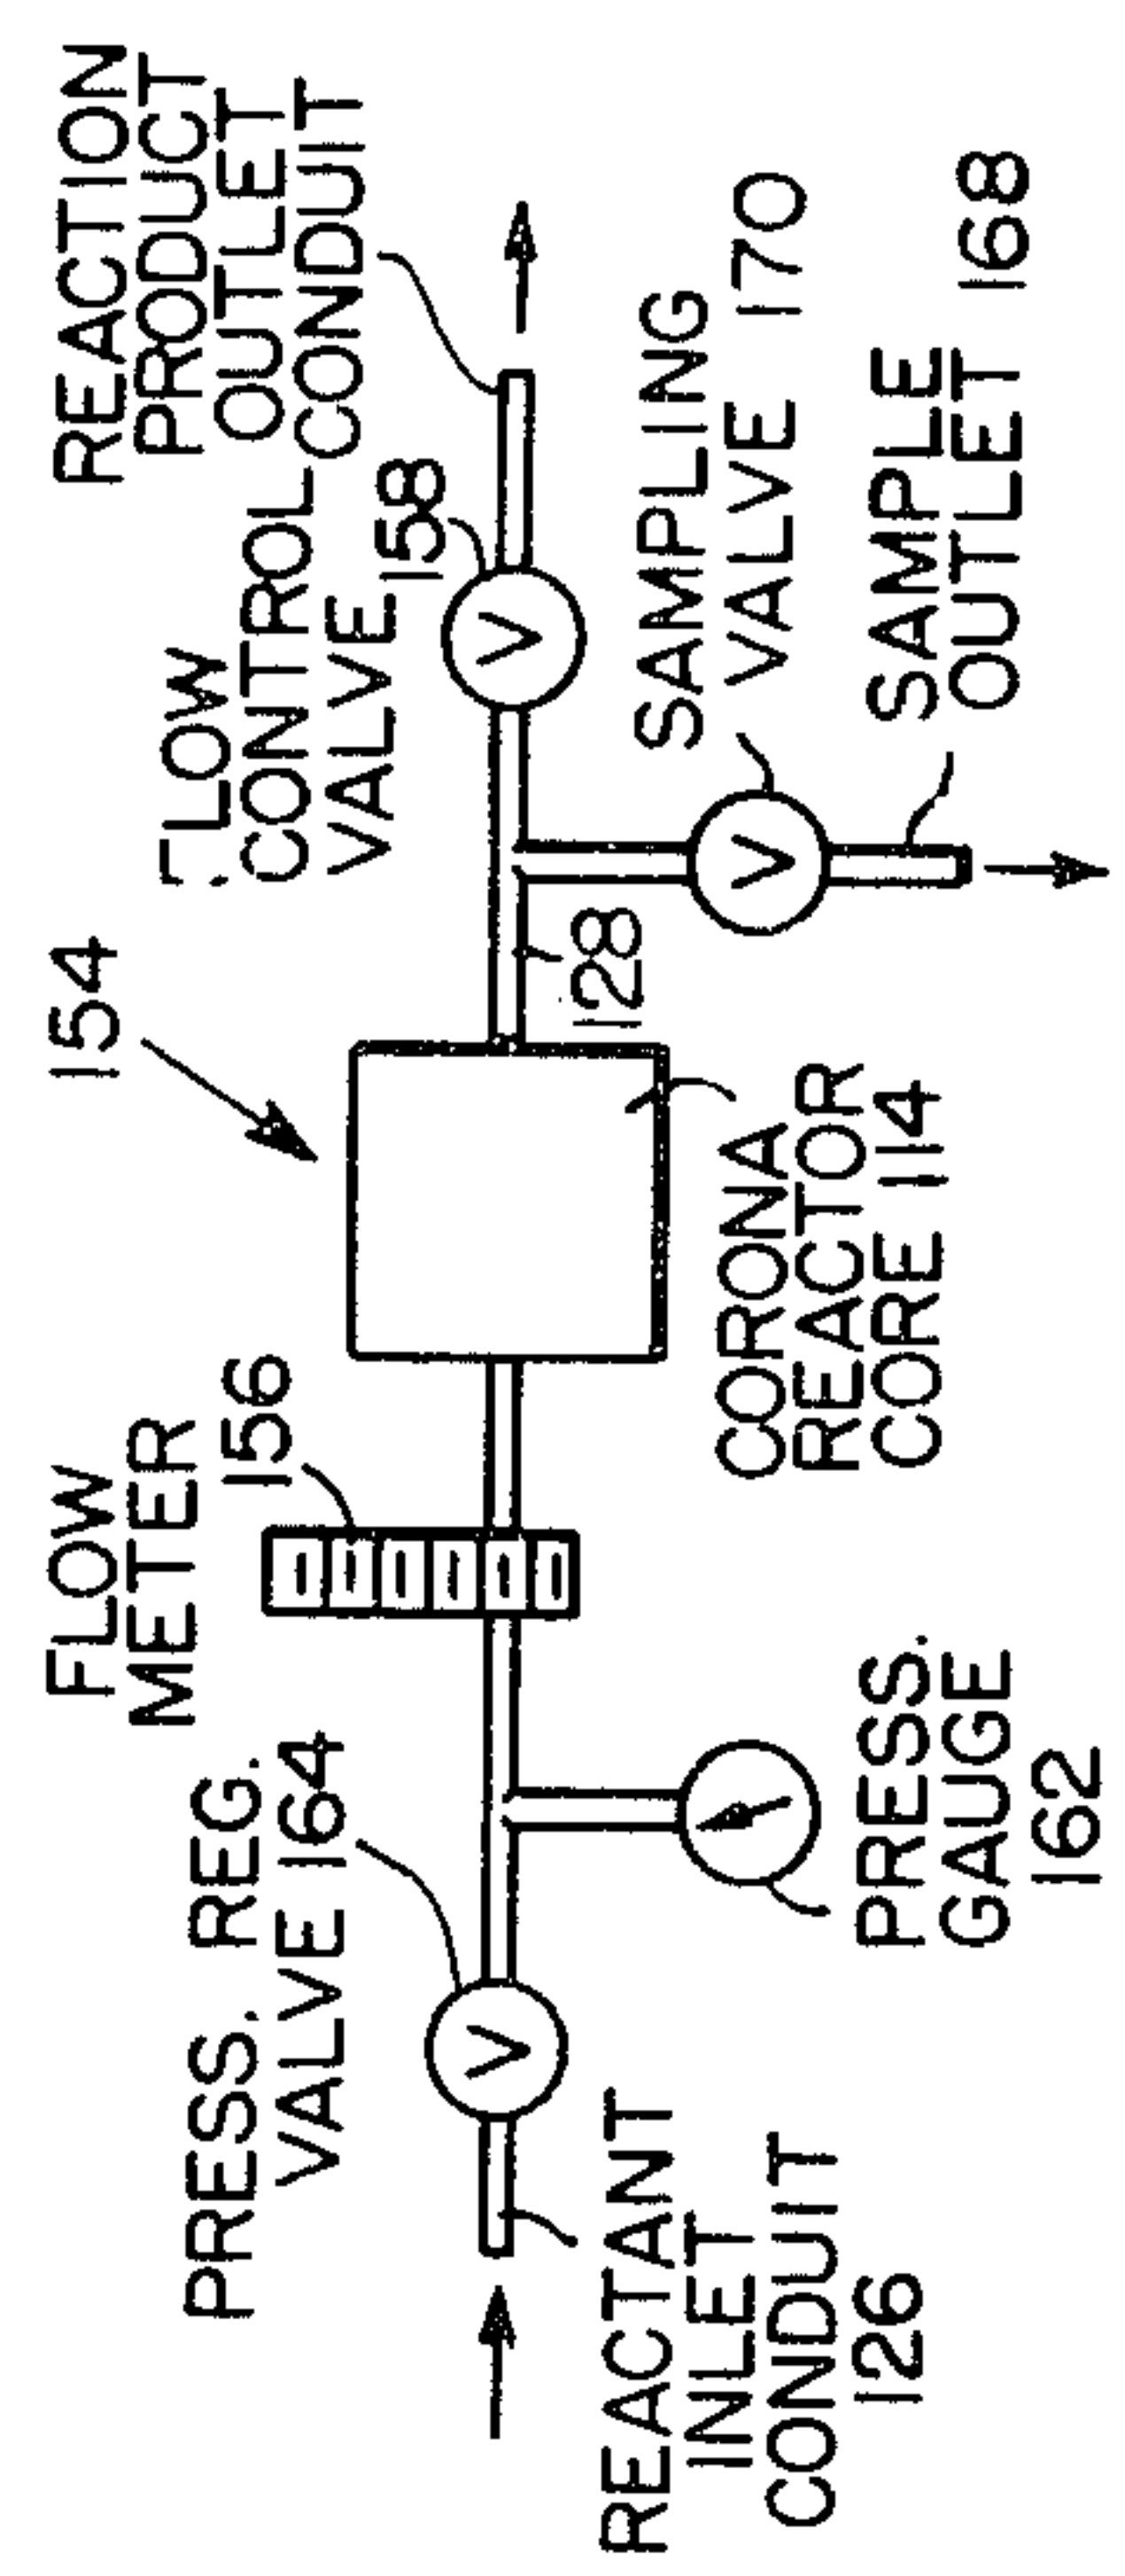 PRESS. REG.
VALVE 164
FLOW
METER
156
154
FLOW
CONTROL
VALVE
158
REACTION
PRODUCT
OUTLET
CONDUIT
V
V
V
REACTANT
INLET
CONDUIT
126
PRESS.
GAUGE
162
CORONA
REACTOR
CORE 114
128
SAMPLING
VALVE 170
SAMPLE
OUTLET 168